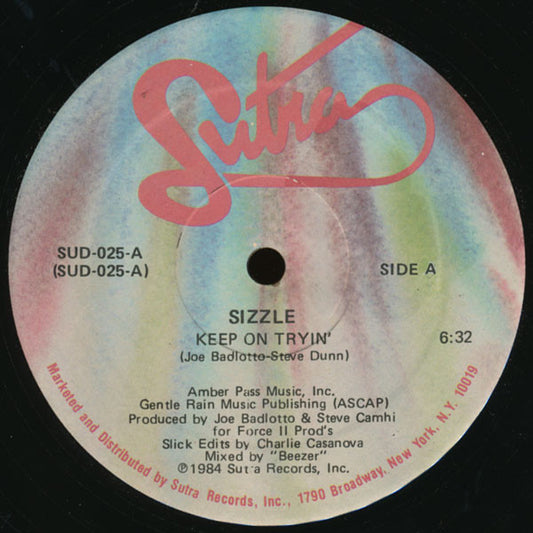 Sutra
SUD-025-A
(SUD-025-A)
SIDE A
SIZZLE
KEEP ON TRYIN'
6:32
(Joe Badlotto-Steve Dunn)
Amber Pass Music, Inc.
Gentle Rain Music Publishing (ASCAP)
Produced by Joe Badlotto & Steve Camhi
for Force II Prod's
Slick Edits by Charlie Casanova
Mixed by "Beezer"
℗1984 Sutra Records, Inc.
Marketed and Distributed by Sutra Records, Inc., 1790 Broadway, New York, N.Y. 10019